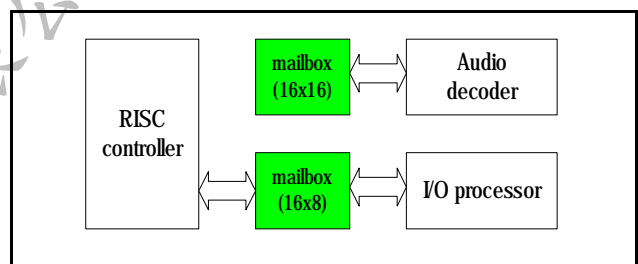 mailbox
(16x16)
Audio
decoder
RISC
controller
mailbox
(16x8)
I/O processor